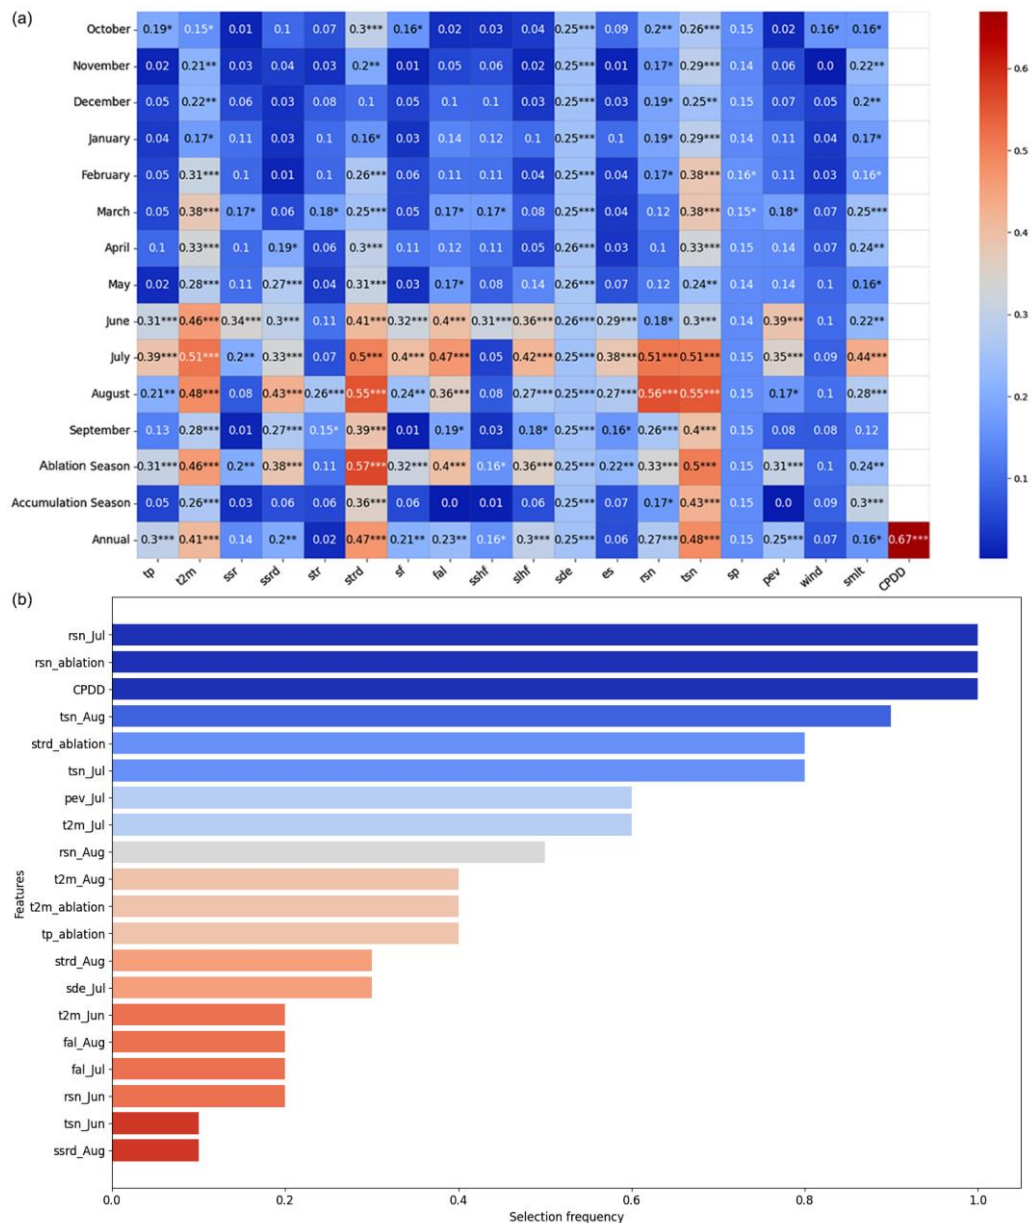 (a)
October 0.19* 0.15* 0.01 0.1 0.07 0.3*** 0.16* 0.02 0.03 0.04 0.25*** 0.09 0.2** 0.26*** 0.15 0.02 0.16* 0.16*
November 0.02 0.21** 0.03 0.04 0.03 0.2** 0.01 0.05 0.06 0.02 0.25*** 0.01 0.17* 0.29*** 0.14 0.06 0.0 0.22**
December 0.05 0.22** 0.06 0.03 0.08 0.1 0.05 0.1 0.1 0.03 0.25*** 0.03 0.19* 0.25** 0.15 0.07 0.05 0.2**
January 0.04 0.17* 0.11 0.03 0.1 0.16* 0.03 0.14 0.12 0.1 0.25*** 0.1 0.19* 0.29*** 0.14 0.11 0.04 0.17*
February 0.05 0.31*** 0.1 0.01 0.1 0.26*** 0.06 0.11 0.11 0.04 0.25*** 0.04 0.17* 0.38*** 0.16* 0.11 0.03 0.16*
March 0.05 0.38*** 0.17* 0.06 0.18* 0.25*** 0.05 0.17* 0.17* 0.08 0.25*** 0.04 0.12 0.38*** 0.15* 0.18* 0.07 0.25***
April 0.1 0.33*** 0.1 0.19* 0.06 0.3*** 0.11 0.12 0.11 0.05 0.26*** 0.03 0.1 0.33*** 0.15 0.14 0.07 0.24**
May 0.02 0.28*** 0.11 0.27*** 0.04 0.31*** 0.03 0.17* 0.08 0.14 0.26*** 0.07 0.12 0.24** 0.15 0.14 0.1 0.16*
June 0.31*** 0.46*** 0.34*** 0.3*** 0.11 0.41*** 0.32*** 0.4*** 0.31*** 0.36*** 0.26*** 0.29*** 0.18* 0.3*** 0.14 0.39*** 0.1 0.22**
July 0.39*** 0.51*** 0.2** 0.33*** 0.07 0.5*** 0.4*** 0.47*** 0.05 0.42*** 0.25*** 0.38*** 0.51*** 0.51*** 0.15 0.35*** 0.09 0.44***
August 0.21** 0.48*** 0.08 0.43*** 0.26*** 0.55*** 0.24** 0.36*** 0.08 0.27*** 0.25*** 0.27*** 0.56*** 0.55*** 0.15 0.17* 0.1 0.28***
September 0.13 0.28*** 0.01 0.27*** 0.15* 0.39*** 0.01 0.19* 0.03 0.18* 0.25*** 0.16* 0.26*** 0.4*** 0.15 0.08 0.08 0.12
Ablation Season 0.31*** 0.46*** 0.2** 0.38*** 0.11 0.57*** 0.32*** 0.4*** 0.16* 0.36*** 0.25*** 0.22** 0.33*** 0.5*** 0.15 0.31*** 0.1 0.24**
Accumulation Season 0.05 0.26*** 0.03 0.06 0.06 0.36*** 0.06 0.0 0.01 0.06 0.25*** 0.07 0.17* 0.43*** 0.15 0.0 0.09 0.3***
Annual 0.3*** 0.41*** 0.14 0.2** 0.02 0.47*** 0.21** 0.23** 0.16* 0.3*** 0.25*** 0.06 0.27*** 0.48*** 0.15 0.25*** 0.07 0.16* 0.67***
tp t2m ssr ssrd str strd sf fal sshf slhf sde es rsn tsn sp pev wind smlt CPDD
0.6
0.5
0.4
0.3
0.2
0.1
(b)
rsn_Jul
rsn_ablation
CPDD
tsn_Aug
strd_ablation
tsn_Jul
pev_Jul
t2m_Jul
rsn_Aug
t2m_Aug
t2m_ablation
tp_ablation
strd_Aug
sde_Jul
t2m_Jun
fal_Aug
fal_Jul
rsn_Jun
tsn_Jun
ssrd_Aug
Features
0.0 0.2 0.4 0.6 0.8 1.0
Selection frequency